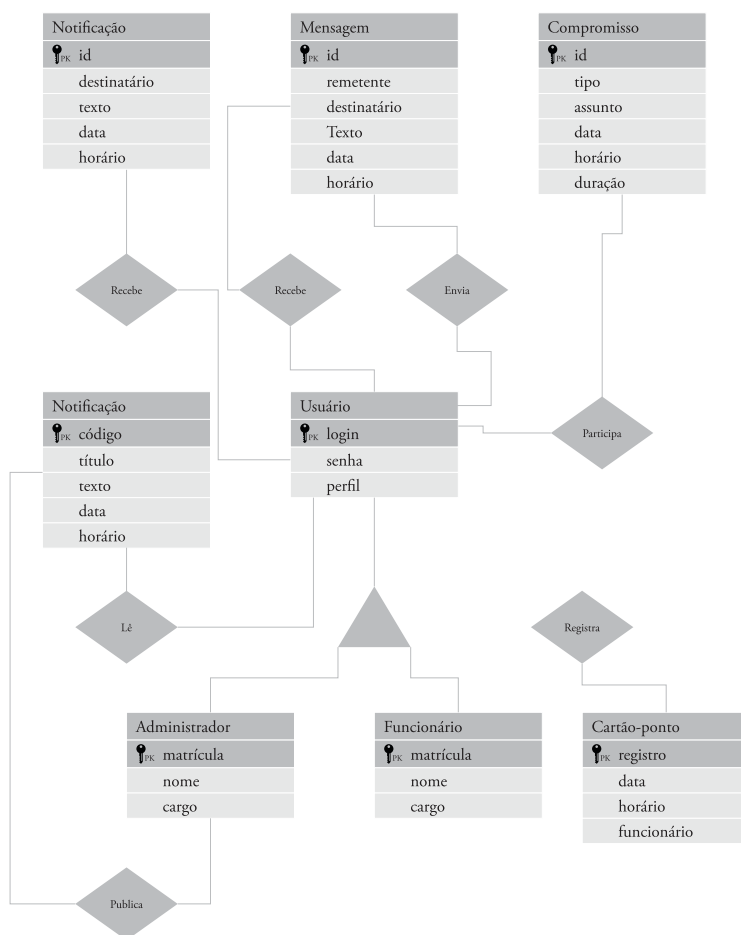 Notificação
PK id
destinatário
texto
data
horário
Mensagem
PK id
remetente
destinatário
Texto
data
horário
Compromisso
PK id
tipo
assunto
data
horário
duração
Recebe
Recebe
Envia
Notificação
PK código
título
texto
data
horário
Usuário
PK login
senha
perfil
Participa
Lê
Registra
Administrador
PK matrícula
nome
cargo
Funcionário
PK matrícula
nome
cargo
Cartão-ponto
PK registro
data
horário
funcionário
Publica